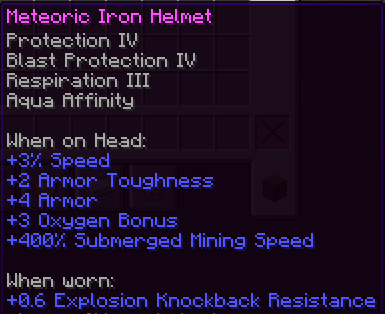 Meteoric Iron Helmet
Protection IV
Blast Protection IV
Respiration III
Aqua Affinity
When on Head:
+3% Speed
+2 Armor Toughness
+4 Armor
+3 Oxygen Bonus
+400% Submerged Mining Speed
When worn:
+0.6 Explosion Knockback Resistance